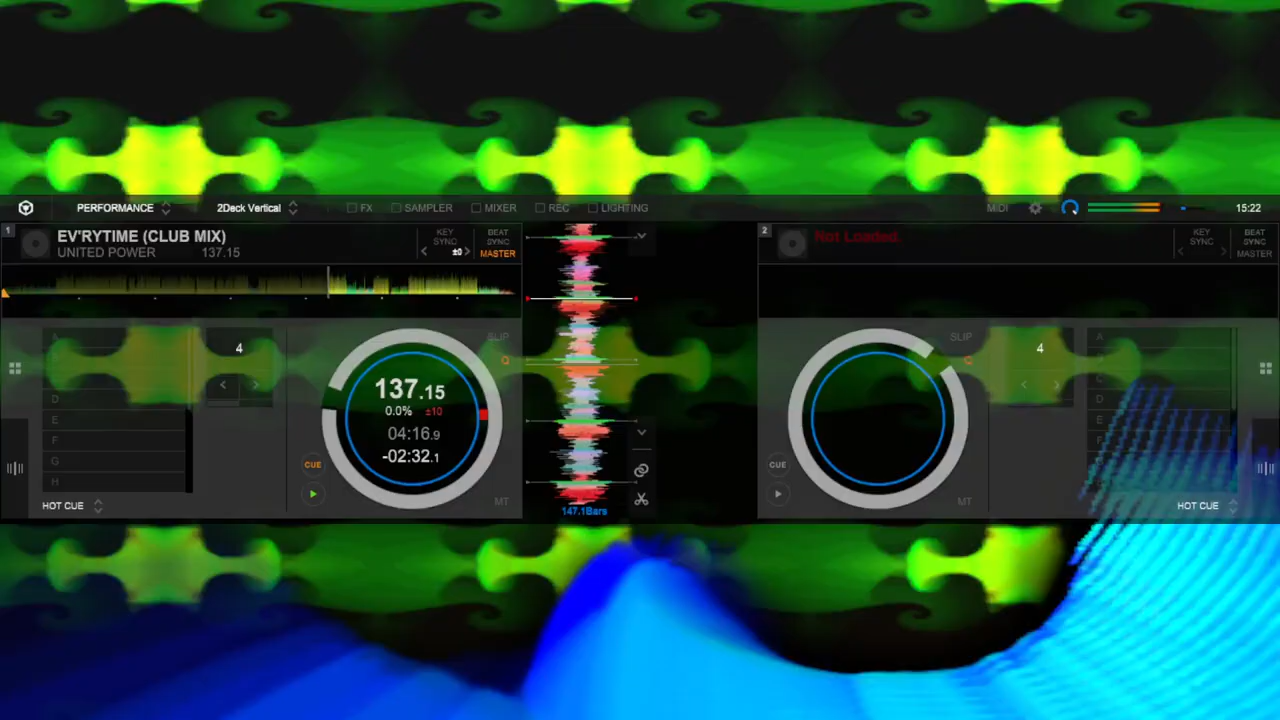 PERFORMANCE 2Deck Vertical FX SAMPLER MIXER REC LIGHTING MIDI 15:22
1 EV'RYTIME (CLUB MIX) KEY SYNC BEAT SYNC
UNITED POWER 137.15 ±0 MASTER
2 Not Loaded. KEY SYNC BEAT SYNC
MASTER
A 4 SLIP
Q
D
E
F
G
H
137.15
0.0% ±10
04:16.9
-02:32.1
CUE
MT
HOT CUE
147.1Bars
SLIP 4 A
C
D
E
CUE
MT
HOT CUE